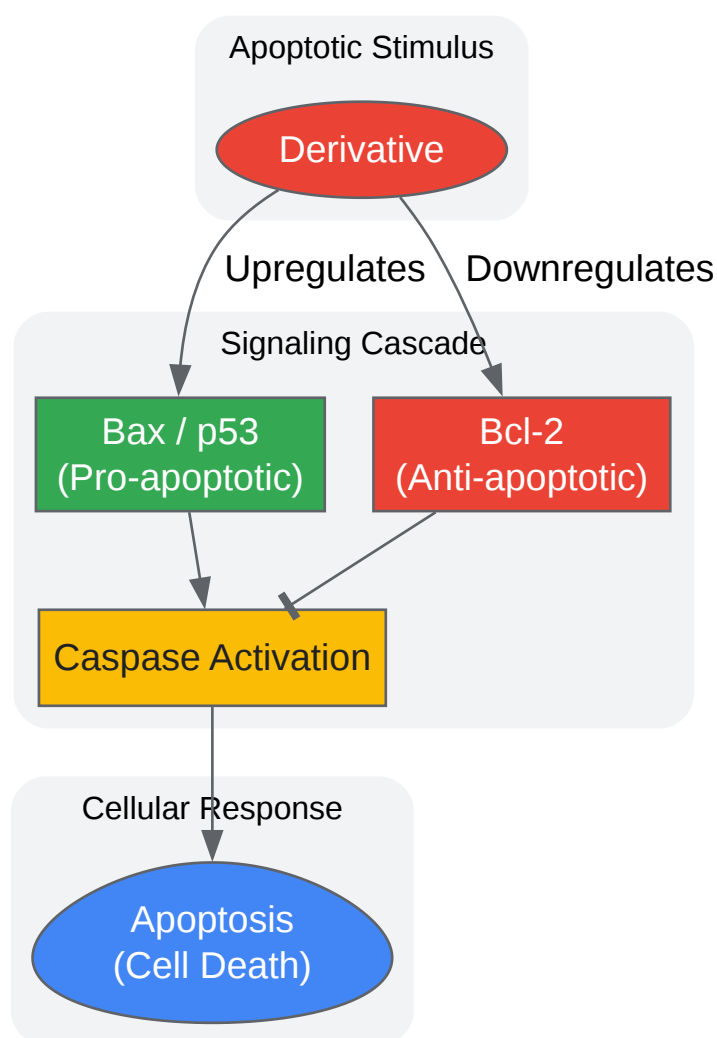 Apoptotic Stimulus
Derivative
Upregulates
Downregulates
Signaling Cascade
Bax / p53
(Pro-apoptotic)
Bcl-2
(Anti-apoptotic)
Caspase Activation
Cellular Response
Apoptosis
(Cell Death)